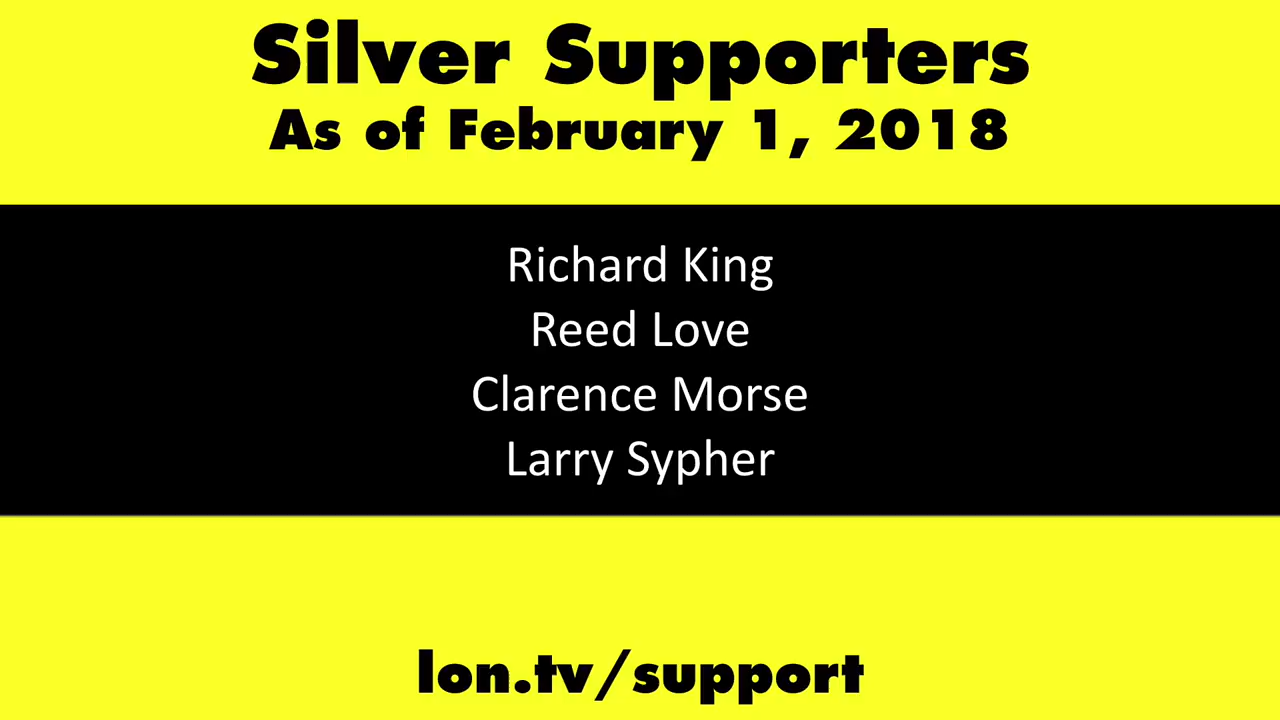 Silver Supporters
As of February 1, 2018
Richard King
Reed Love
Clarence Morse
Larry Sypher
lon.tv/support